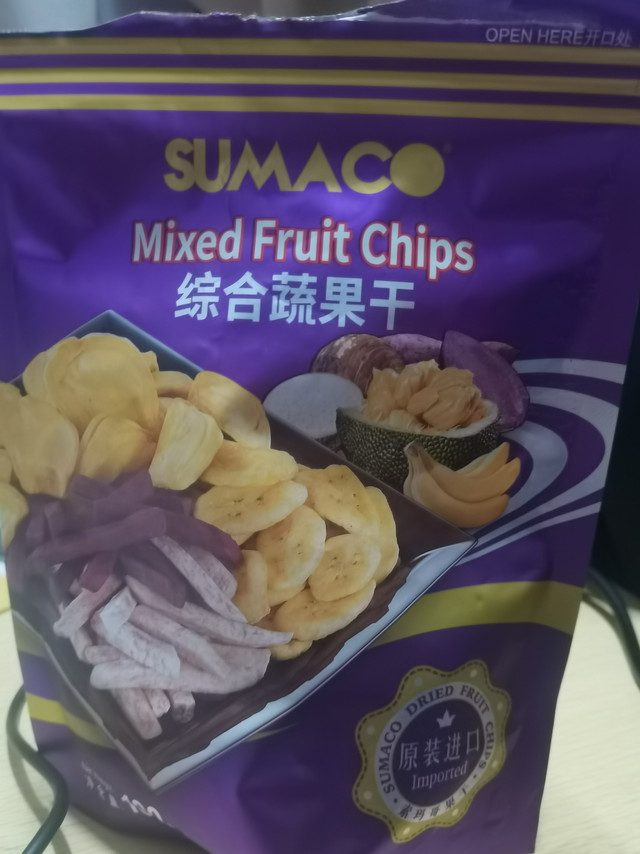 OPEN HERE开口处
SUMACO
Mixed Fruit Chips
综合蔬果干
SUMACO DRIED FRUIT CHIPS
原装进口
Imported